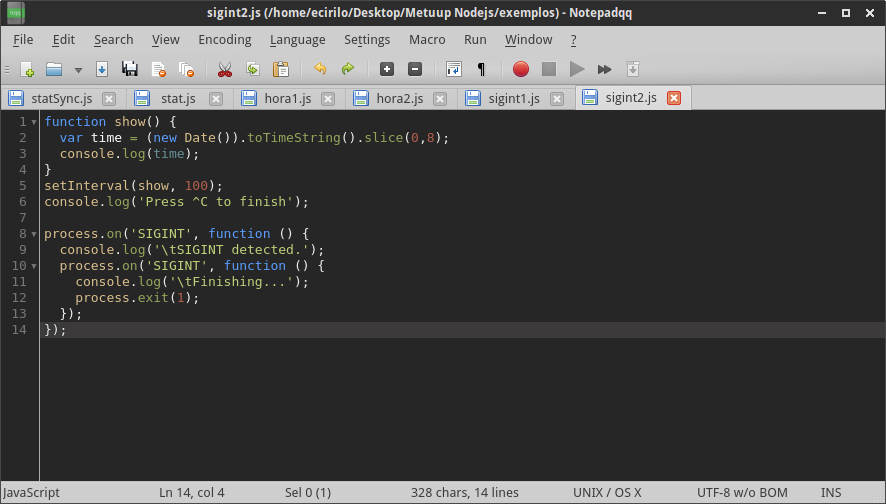 sigint2.js (/home/ecirilo/Desktop/Metuup Nodejs/exemplos) - Notepadqq
File Edit Search View Encoding Language Settings Macro Run Window ?
statSync.js stat.js hora1.js hora2.js sigint1.js sigint2.js
1 function show() {
2   var time = (new Date()).toTimeString().slice(0,8);
3   console.log(time);
4 }
5 setInterval(show, 100);
6 console.log('Press ^C to finish');
7
8 process.on('SIGINT', function () {
9   console.log('\tSIGINT detected.');
10   process.on('SIGINT', function () {
11     console.log('\tFinishing...');
12     process.exit(1);
13   });
14 });
JavaScript Ln 14, col 4 Sel 0 (1) 328 chars, 14 lines UNIX / OS X UTF-8 w/o BOM INS